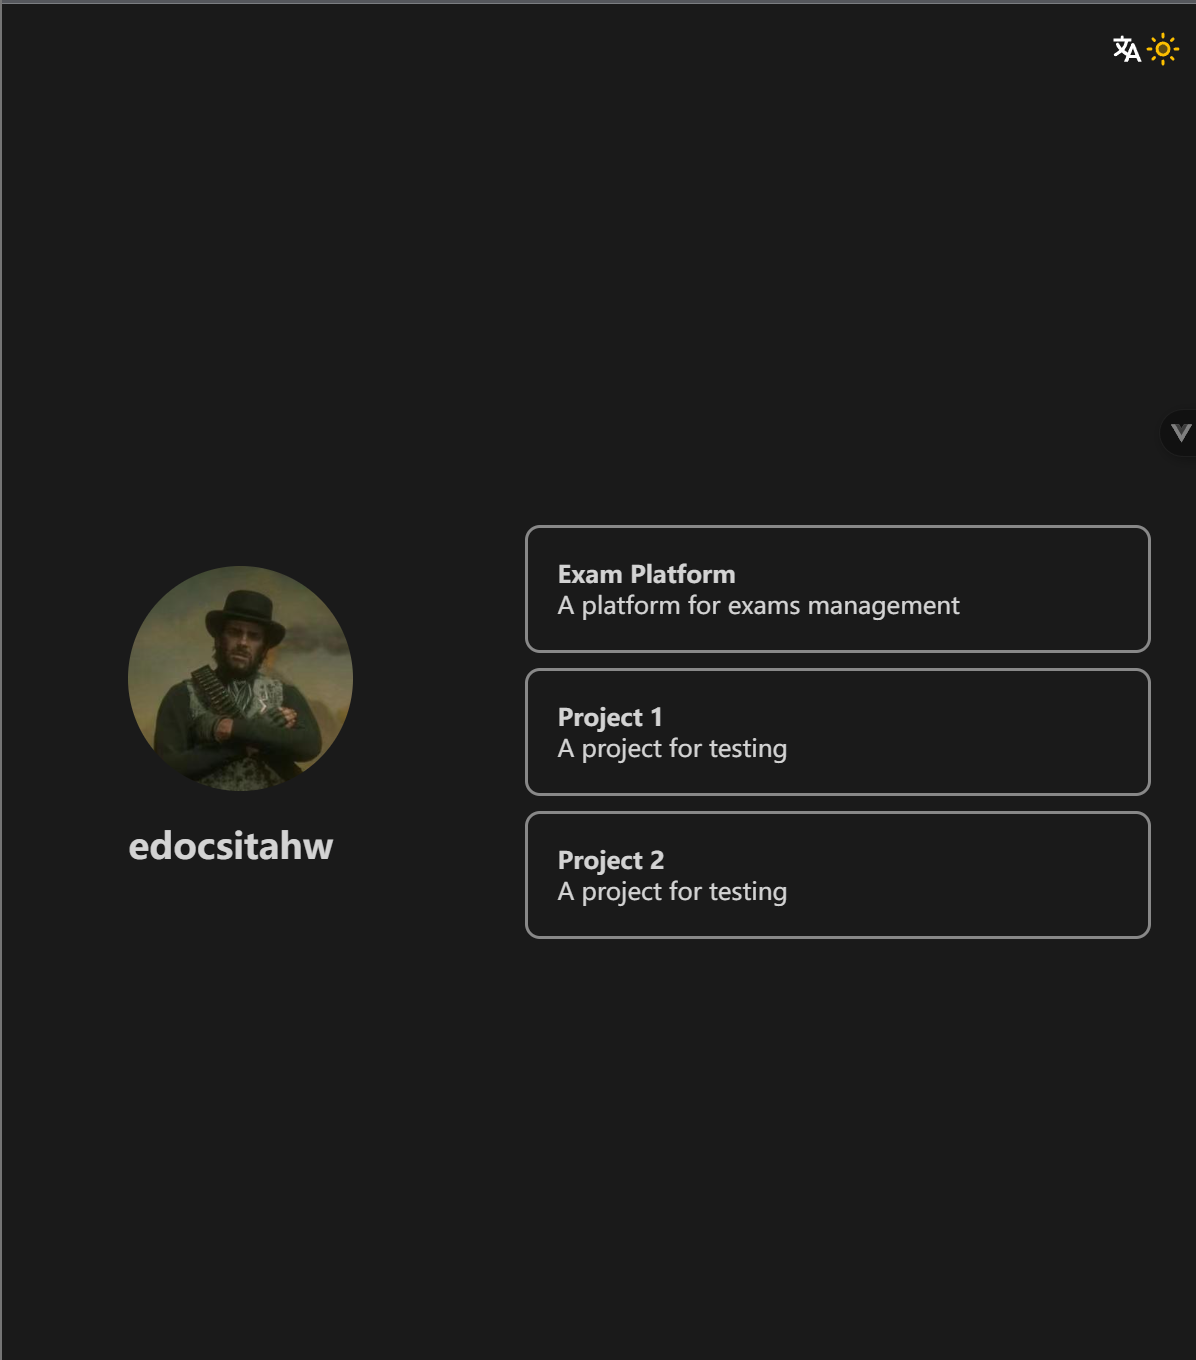 edocsitahw
Exam Platform
A platform for exams management
Project 1
A project for testing
Project 2
A project for testing